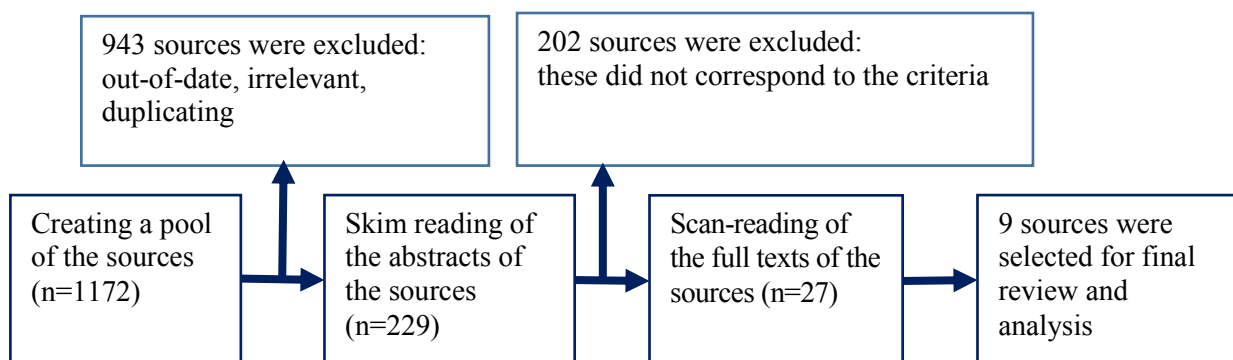 943 sources were excluded:
out-of-date, irrelevant,
duplicating
202 sources were excluded:
these did not correspond to the criteria
Creating a pool
of the sources
(n=1172)
Skim reading of
the abstracts of
the sources
(n=229)
Scan-reading of
the full texts of the
sources (n=27)
9 sources were
selected for final
review and
analysis